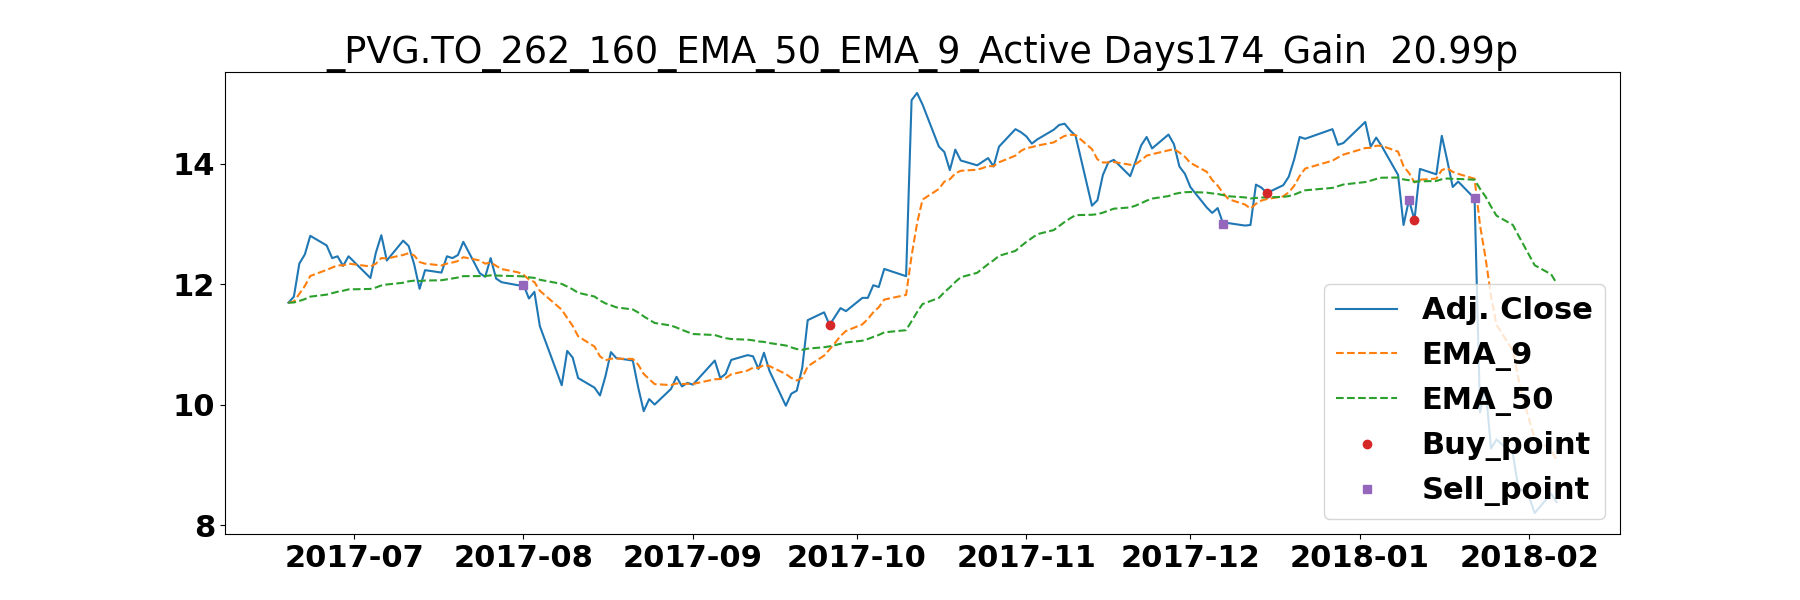 _PVG.TO_262_160_EMA_50_EMA_9_Active Days174_Gain  20.99p
14
12
10
8
Adj. Close
EMA_9
EMA_50
Buy_point
Sell_point
2017-07 2017-08 2017-09 2017-10 2017-11 2017-12 2018-01 2018-02